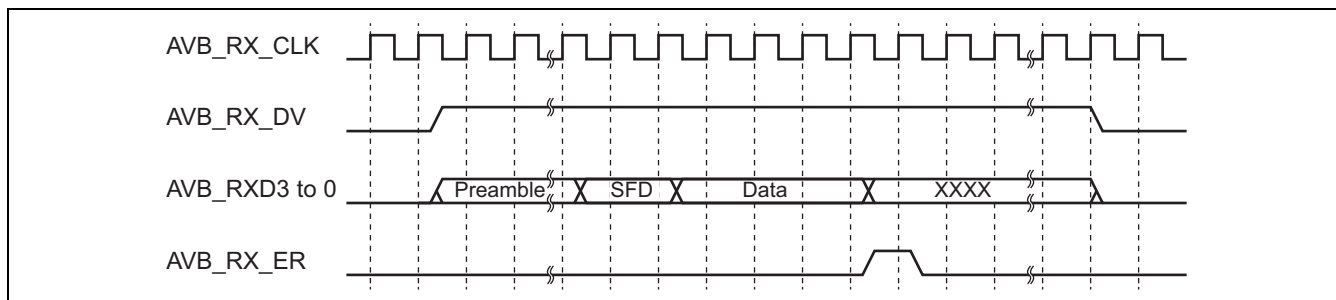 AVB_RX_CLK
AVB_RX_DV
AVB_RXD3 to 0 Preamble SFD Data XXXX
AVB_RX_ER